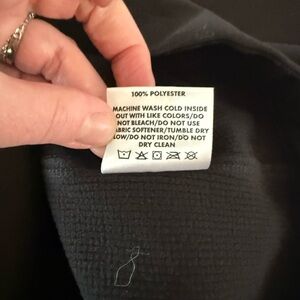 100% POLYESTER
MACHINE WASH COLD INSIDE
OUT WITH LIKE COLORS/DO
NOT BLEACH/DO NOT USE
FABRIC SOFTENER/TUMBLE DRY
LOW/DO NOT IRON/DO NOT
DRY CLEAN